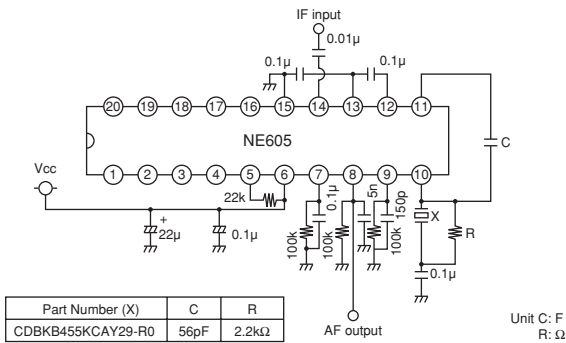 IF input
0.01μ
0.1μ
0.1μ
20 19 18 17 16 15 14 13 12 11
NE605
C
1 2 3 4 5 6 7 8 9 10
Vcc
22k
+
22μ
0.1μ
100k
0.1μ
100k
5n
100k
150p
X
R
0.1μ
AF output
Part Number (X) C R
CDBKB455KCAY29-R0 56pF 2.2kΩ
Unit C: F
R: Ω